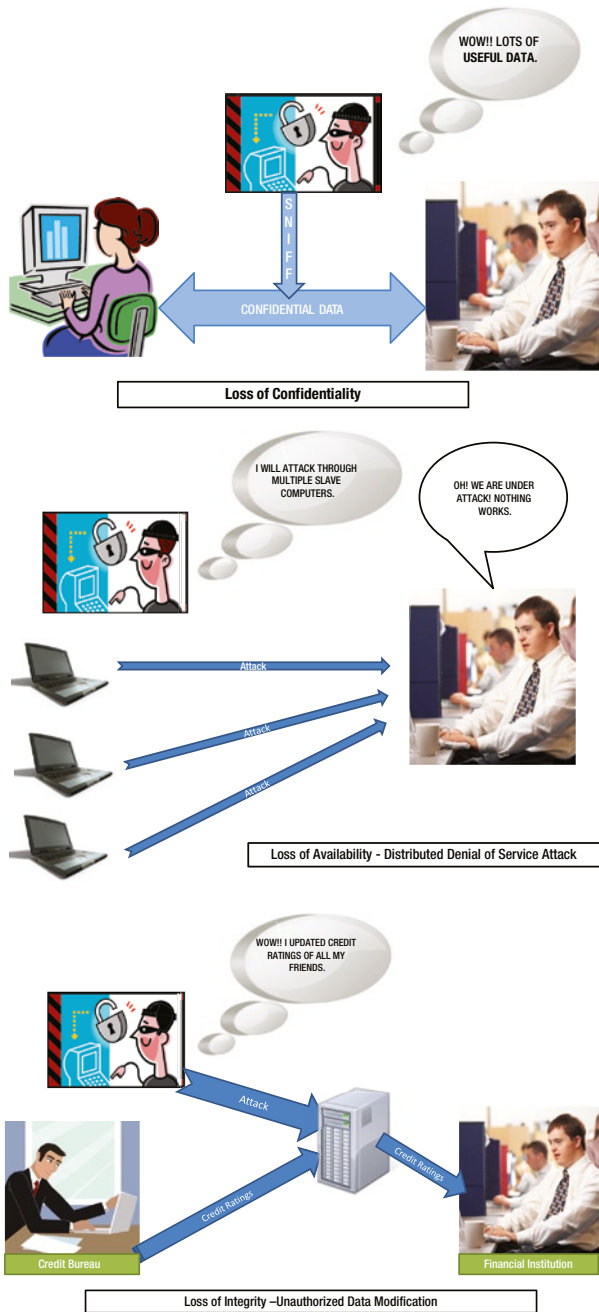 WOW!! LOTS OF
USEFUL DATA.
SNIFF
CONFIDENTIAL DATA
Loss of Confidentiality
I WILL ATTACK THROUGH
MULTIPLE SLAVE
COMPUTERS.
OH! WE ARE UNDER
ATTACK! NOTHING
WORKS.
Attack
Attack
Attack
Loss of Availability - Distributed Denial of Service Attack
WOW!! I UPDATED CREDIT
RATINGS OF ALL MY
FRIENDS.
Attack
Credit Ratings
Credit Ratings
Credit Bureau
Financial Institution
Loss of Integrity –Unauthorized Data Modification